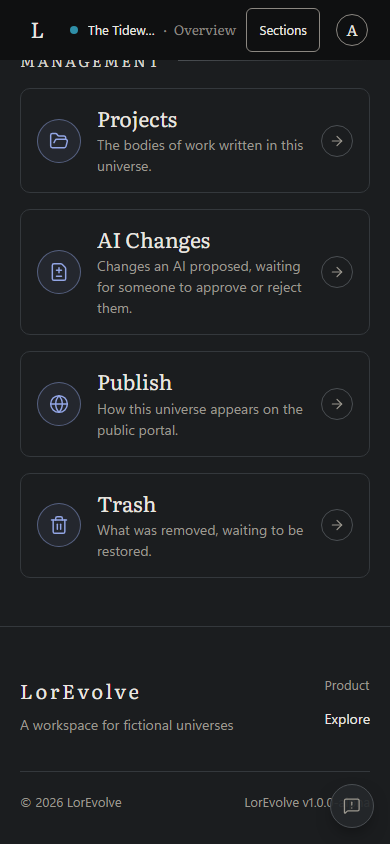 L
The Tidew... · Overview
Sections
A
MANAGEMENT
Projects
The bodies of work written in this
universe.
AI Changes
Changes an AI proposed, waiting
for someone to approve or reject
them.
Publish
How this universe appears on the
public portal.
Trash
What was removed, waiting to be
restored.
LorEvolve
A workspace for fictional universes
Product
Explore
© 2026 LorEvolve
LorEvolve v1.0.0